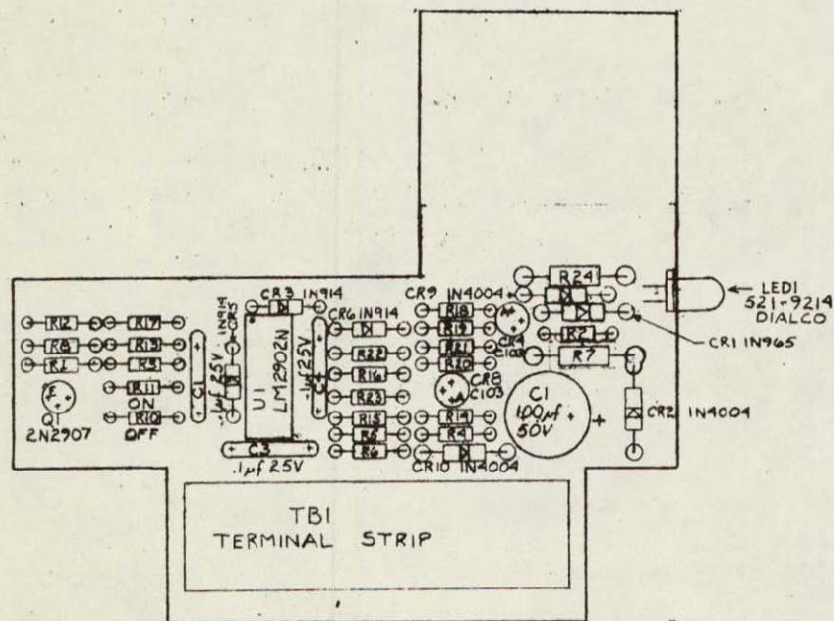 R24
LED1
521-9214
DIALCO
CR3 1N914
CR9 1N4004
CR5
1N914
CR6 1N914
R12
R17
R18
CR4
C103
CR1 1N965
R8
R13
R19
R2
R1
R3
R22
R21
R7
.1µf 25V
U1
LM2902N
.1µf 25V
R16
R20
R11
ON
R23
CR8
C103
C1
100µf
50V
+
CR2 1N4004
Q1
2N2907
R10
OFF
R15
R14
R5
R4
C3
R6
CR10 1N4004
.1µf 25V
TB1
TERMINAL STRIP